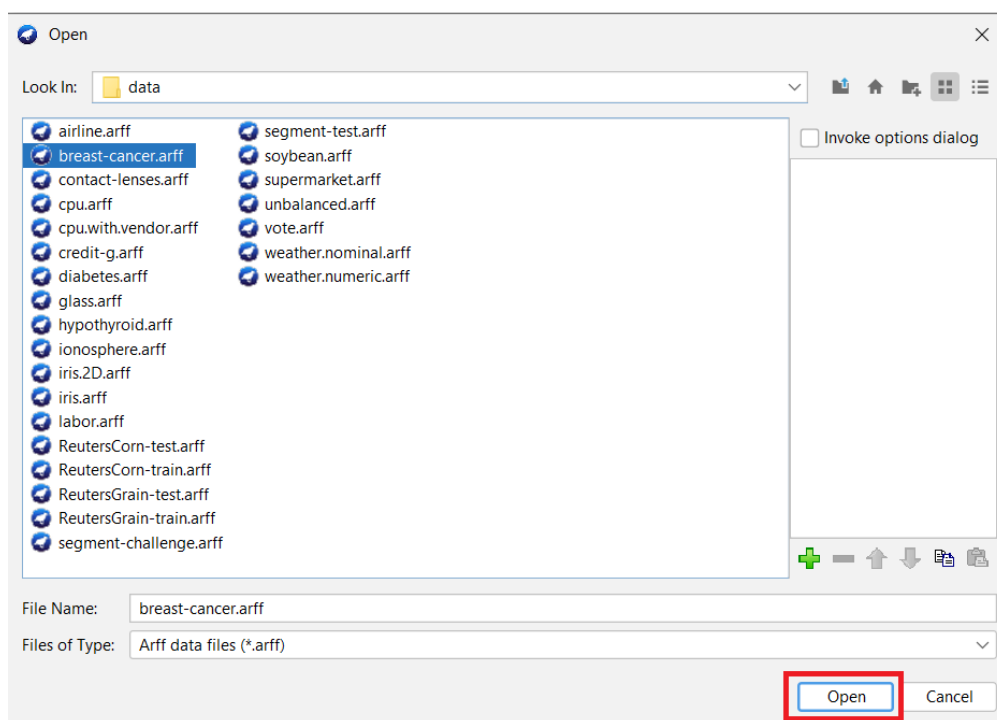 Open
Look In: data
airline.arff
breast-cancer.arff
contact-lenses.arff
cpu.arff
cpu.with.vendor.arff
credit-g.arff
diabetes.arff
glass.arff
hypothyroid.arff
ionosphere.arff
iris.2D.arff
iris.arff
labor.arff
ReutersCorn-test.arff
ReutersCorn-train.arff
ReutersGrain-test.arff
ReutersGrain-train.arff
segment-challenge.arff
segment-test.arff
soybean.arff
supermarket.arff
unbalanced.arff
vote.arff
weather.nominal.arff
weather.numeric.arff
Invoke options dialog
File Name: breast-cancer.arff
Files of Type: Arff data files (*.arff)
Open Cancel